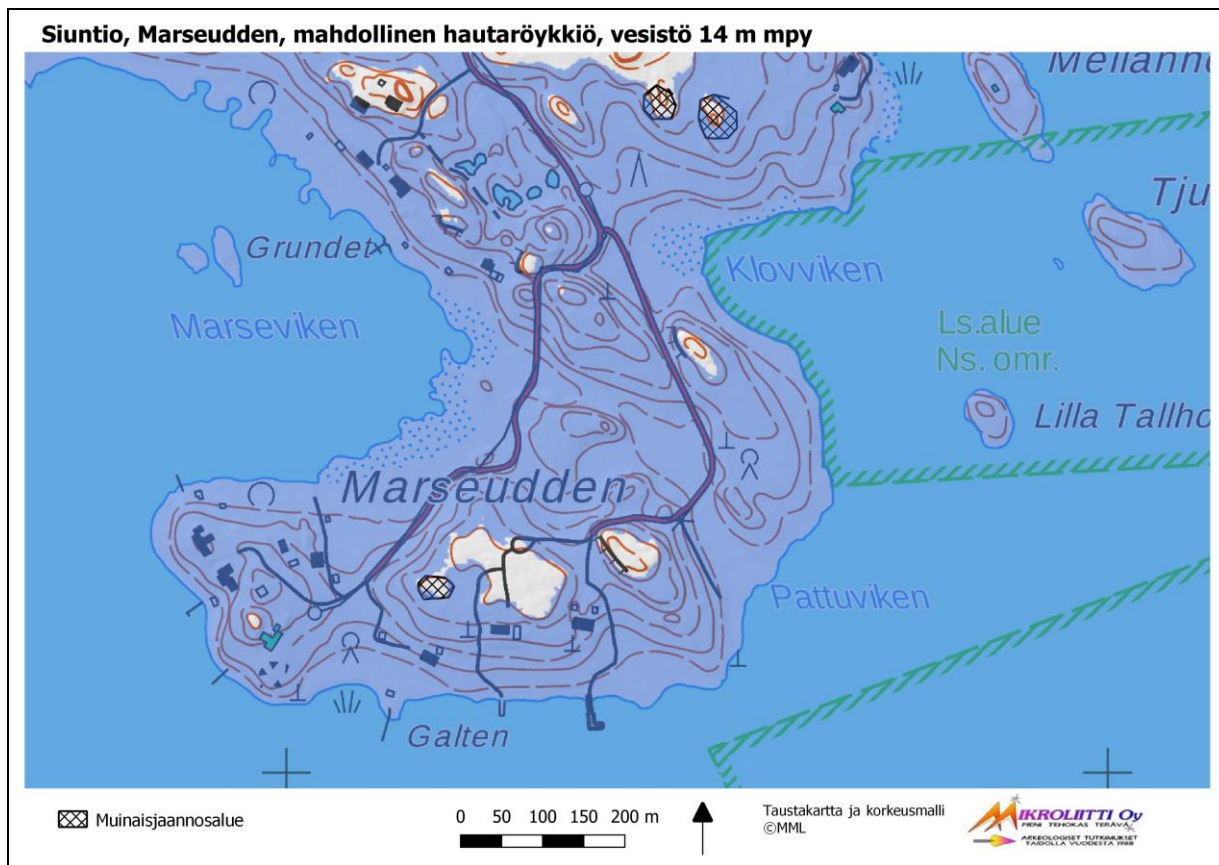 Siuntio, Marseudden, mahdollinen hautaröykkiö, vesistö 14 m mpy
Grundet
Marseviken
Klovviken
Ls.alue
Ns. omr.
Lilla Tallho
Tju
Marseudden
Pattuviken
Galten
Muinaisjaannosalue
0 50 100 150 200 m
Taustakartta ja korkeusmalli
©MML
MIKROLIITTI Oy
PIENI TEHOKAS TERÄVÄ
ARKEOLOGISET TUTKIMUKSET
TAIDOLLA VUODESTA 1988